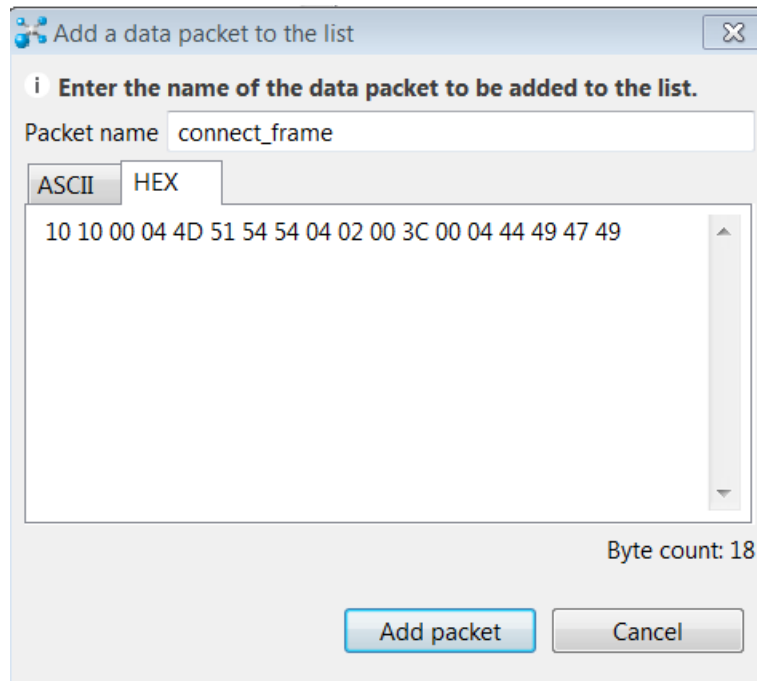 Add a data packet to the list
i Enter the name of the data packet to be added to the list.
Packet name connect_frame
ASCII HEX
10 10 00 04 4D 51 54 54 04 02 00 3C 00 04 44 49 47 49
Byte count: 18
Add packet Cancel